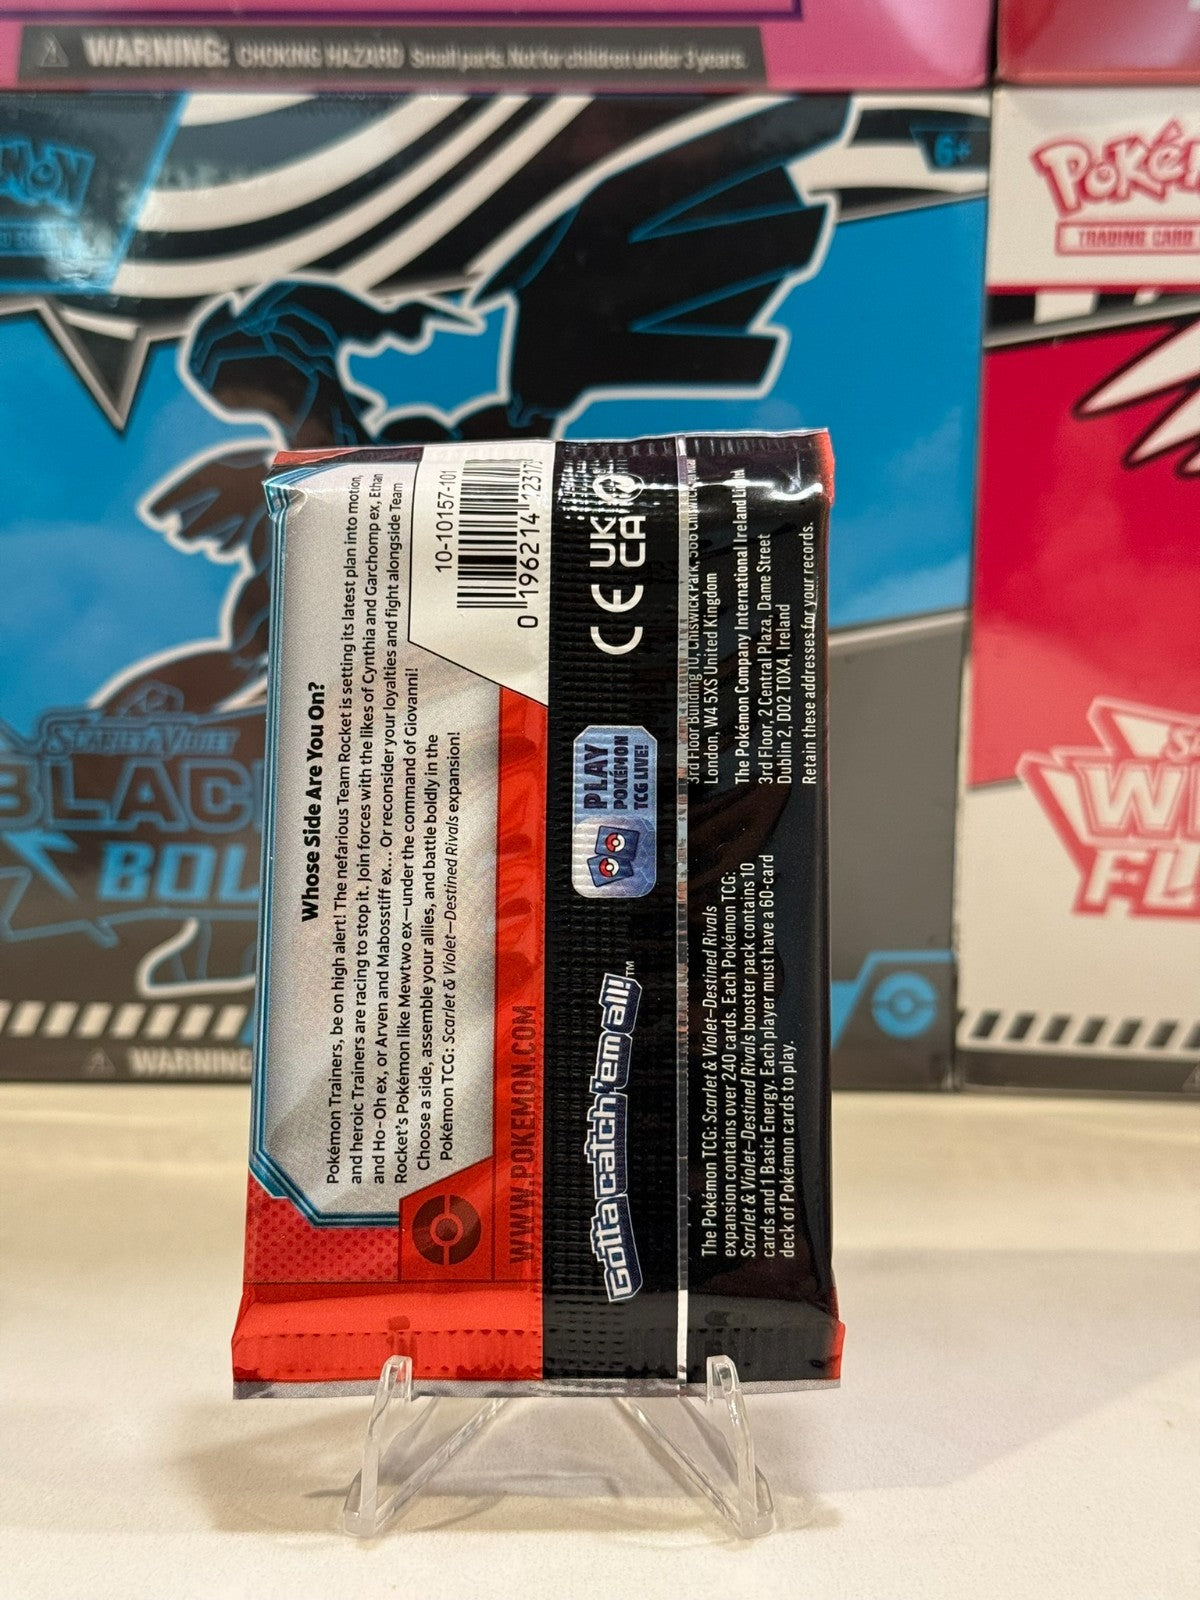 WARNING: CHOKING HAZARD Small parts. Not for children under 3 years.
6+
TRADING CARD
BOL
WARNING:
Whose Side Are You On?
Pokémon Trainers, be on high alert! The nefarious Team Rocket is setting its latest plan into motion,
and heroic Trainers are racing to stop it. Join forces with the likes of Cynthia and Garchomp ex, Ethan
and Ho-Oh ex, or Arven and Mabosstiff ex... Or reconsider your loyalties and fight alongside Team
Rocket's Pokémon like Mewtwo ex—under the command of Giovanni!
Choose a side, assemble your allies, and battle boldly in the
Pokémon TCG: Scarlet & Violet—Destined Rivals expansion!
10-10157-101
0 196214 12377
WWW.POKEMON.COM
CE UK
CA
PLAY
POKÉMON
TCG LIVE!
Gotta catch 'em all!™
3rd Floor Building 10, Chiswick Park, 566
London, W4 5XS United Kingdom
The Pokémon Company International Ireland
3rd Floor, 2 Central Plaza, Dame Street
Dublin 2, D02 T0X4, Ireland
Retain these addresses for your records.
The Pokémon TCG: Scarlet & Violet—Destined Rivals
expansion contains over 240 cards. Each Pokémon TCG:
Scarlet & Violet—Destined Rivals booster pack contains 10
cards and 1 Basic Energy. Each player must have a 60-card
deck of Pokémon cards to play.